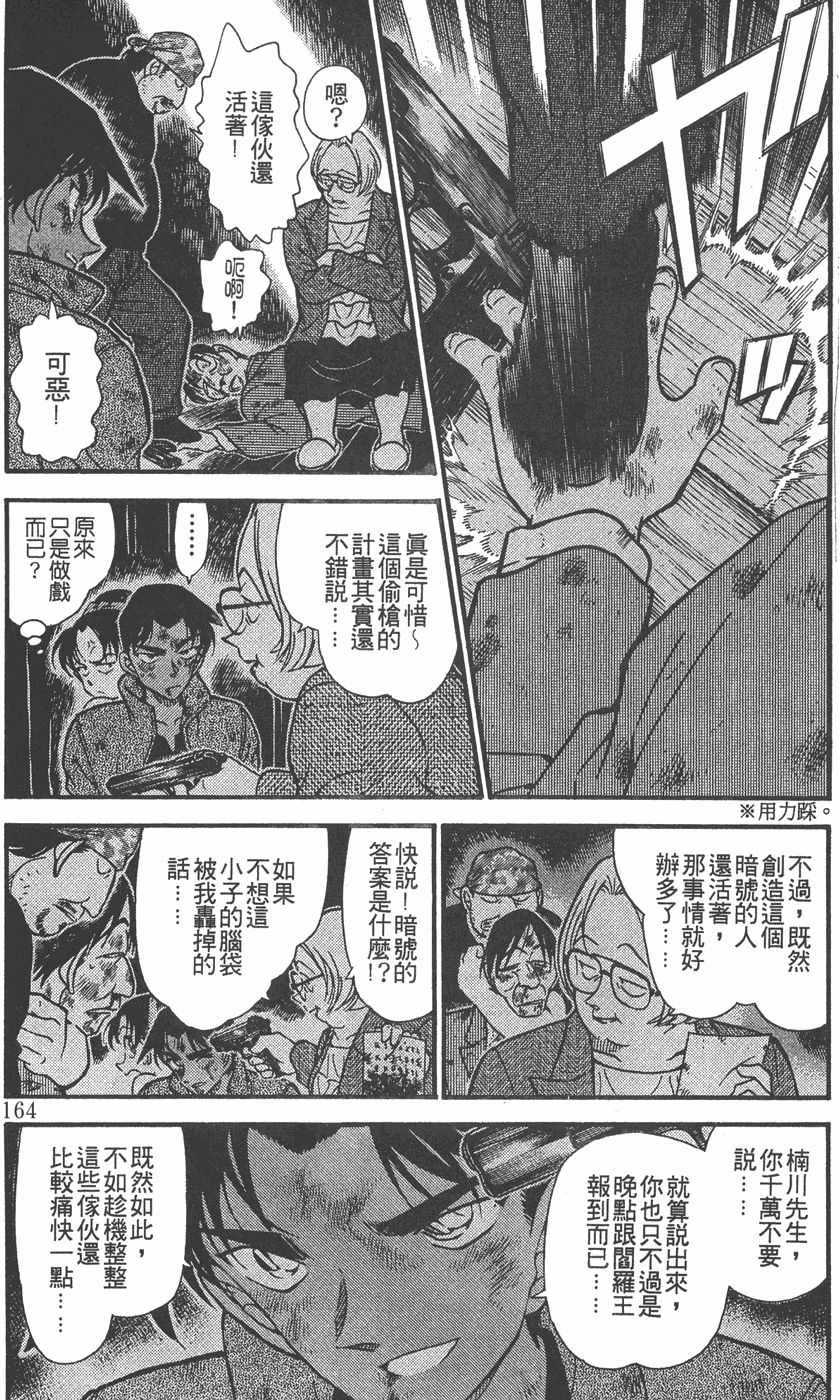 ガッ
嗯？
這傢伙還
活著！
呃啊！
可惡！
※用力踩。
真是可惜～
這個偷槍的
計畫其實還
不錯説……
……
原來
只是做戲
而已？
不過，既然
創造這個
暗號的人
還活著，
那事情就好
辦多了……
快説！暗號的
答案是什麼!?
如果
不想這
小子的腦袋
被我轟掉的
話……
楠川先生，
你千萬不要
説……
就算説出來，
你也只不過是
晚點跟閻羅王
報到而已……
既然如此，
不如趁機整整
這些傢伙還
比較痛快一點
……
164